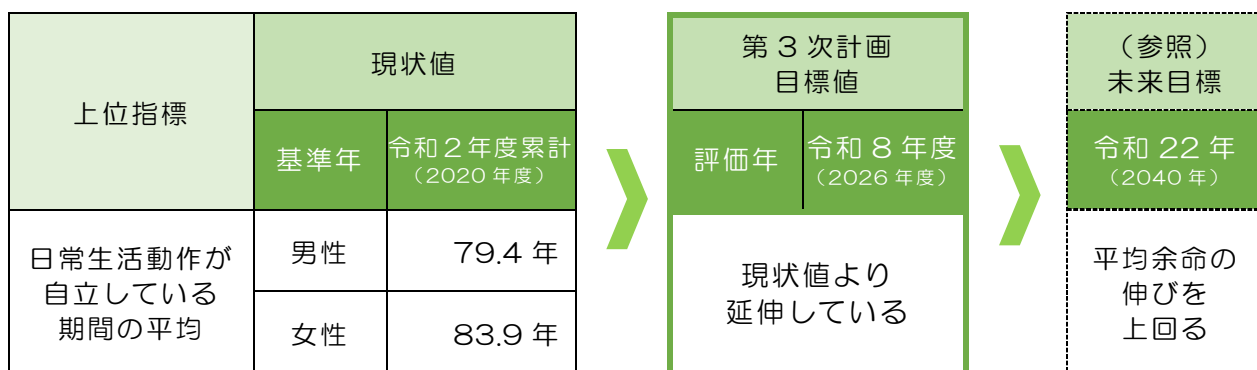 上位指標
現状値
基準年
令和２年度累計
（2020 年度）
日常生活動作が
自立している
期間の平均
男性
79.4 年
女性
83.9 年
第 3 次計画
目標値
評価年
令和 8 年度
（2026 年度）
現状値より
延伸している
（参照）
未来目標
令和 22 年
（2040 年）
平均余命の
伸びを
上回る